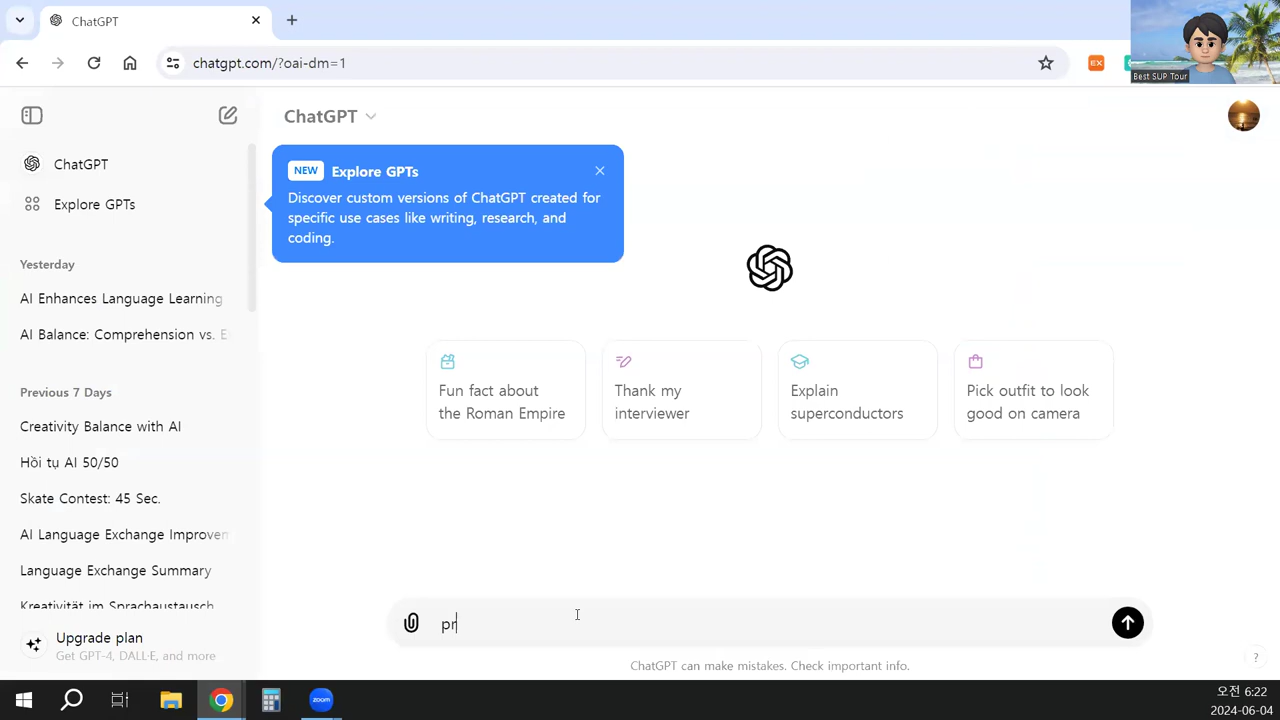 ChatGPT
chatgpt.com/?oai-dm=1
EX
Best SUP Tour
ChatGPT
Explore GPTs
Yesterday
AI Enhances Language Learning
AI Balance: Comprehension vs. E
Previous 7 Days
Creativity Balance with AI
Hồi tụ AI 50/50
Skate Contest: 45 Sec.
AI Language Exchange Improvem
Language Exchange Summary
Kreativität im Sprachaustausch
Upgrade plan
Get GPT-4, DALL·E, and more
ChatGPT
NEW Explore GPTs
Discover custom versions of ChatGPT created for
specific use cases like writing, research, and
coding.
Fun fact about
the Roman Empire
Thank my
interviewer
Explain
superconductors
Pick outfit to look
good on camera
pr
ChatGPT can make mistakes. Check important info.
?
zoom
오전 6:22
2024-06-04